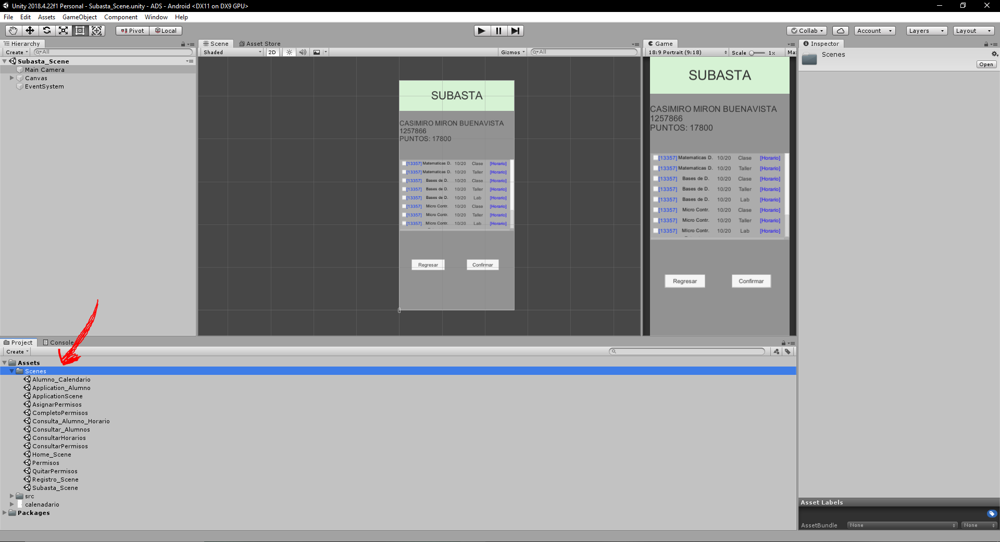 Unity 2018.4.22f1 Personal - Subasta_Scene.unity - ADS - Android <DX11 on DX9 GPU>
File Edit Assets GameObject Component Window Help
Pivot Local Collab Account Layers Layout
Hierarchy
Create All
Subasta_Scene
Main Camera
Canvas
EventSystem
Scene Asset Store
Shaded 2D Gizmos All
SUBASTA
CASIMIRO MIRON BUENAVISTA
1257866
PUNTOS: 17800
[13357] Matematicas D. 10/20 Clase [Horario]
[13357] Matematicas D. 10/20 Taller [Horario]
[13357] Bases de D. 10/20 Clase [Horario]
[13357] Bases de D. 10/20 Taller [Horario]
[13357] Bases de D. 10/20 Lab [Horario]
[13357] Micro Contr. 10/20 Clase [Horario]
[13357] Micro Contr. 10/20 Taller [Horario]
[13357] MIcro Contr. 10/20 Lab [Horario]
Regresar Confirmar
Game
18:9 Portrait (9:18) Scale 1x
SUBASTA
CASIMIRO MIRON BUENAVISTA
1257866
PUNTOS: 17800
[13357] Matematicas D. 10/20 Clase [Horario]
[13357] Matematicas D. 10/20 Taller [Horario]
[13357] Bases de D. 10/20 Clase [Horario]
[13357] Bases de D. 10/20 Taller [Horario]
[13357] Bases de D. 10/20 Lab [Horario]
[13357] Micro Contr. 10/20 Clase [Horario]
[13357] Micro Contr. 10/20 Taller [Horario]
[13357] MIcro Contr. 10/20 Lab [Horario]
Regresar Confirmar
Inspector
Scenes
Open
Project Console
Create
Assets
Scenes
Alumno_Calendario
Application_Alumno
ApplicationScene
AsignarPermisos
CompletoPermisos
Consulta_Alumno_Horario
Consultar_Alumnos
ConsultarHorarios
ConsultarPermisos
Home_Scene
Permisos
QuitarPermisos
Registro_Scene
Subasta_Scene
src
calenadario
Packages
Asset Labels
AssetBundle None None